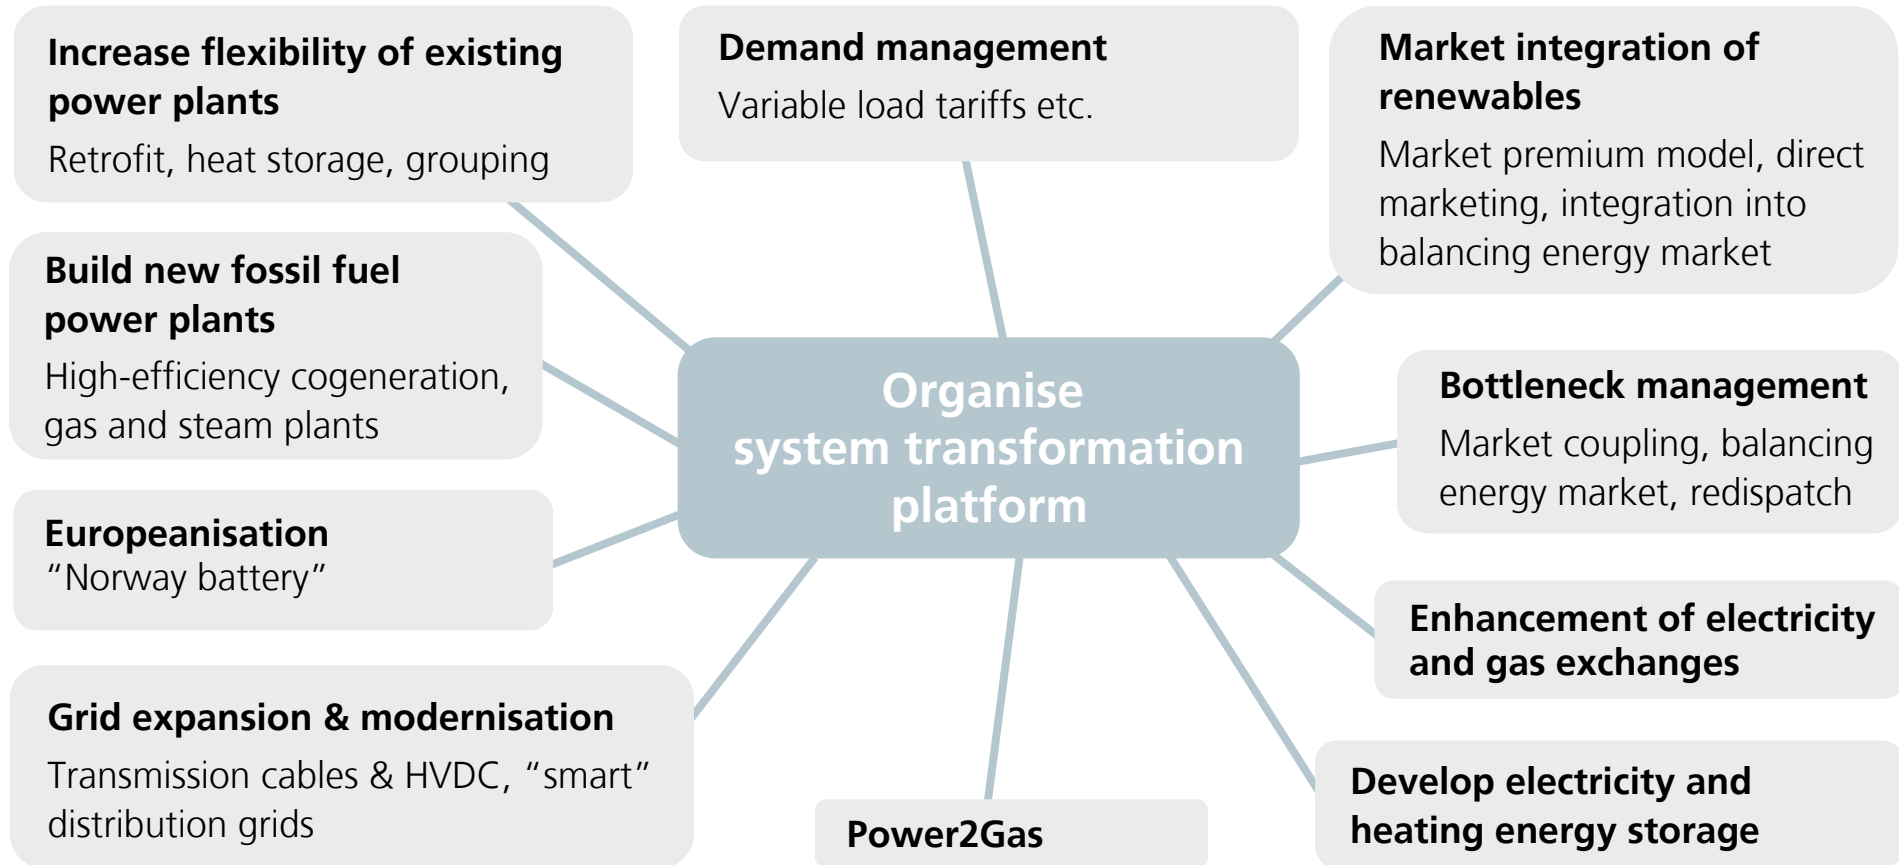 Increase flexibility of existing
power plants
Retrofit, heat storage, grouping
Demand management
Variable load tariffs etc.
Market integration of
renewables
Market premium model, direct
marketing, integration into
balancing energy market
Build new fossil fuel
power plants
High-efficiency cogeneration,
gas and steam plants
Organise
system transformation
platform
Bottleneck management
Market coupling, balancing
energy market, redispatch
Europeanisation
“Norway battery”
Enhancement of electricity
and gas exchanges
Grid expansion & modernisation
Transmission cables & HVDC, “smart”
distribution grids
Power2Gas
Develop electricity and
heating energy storage